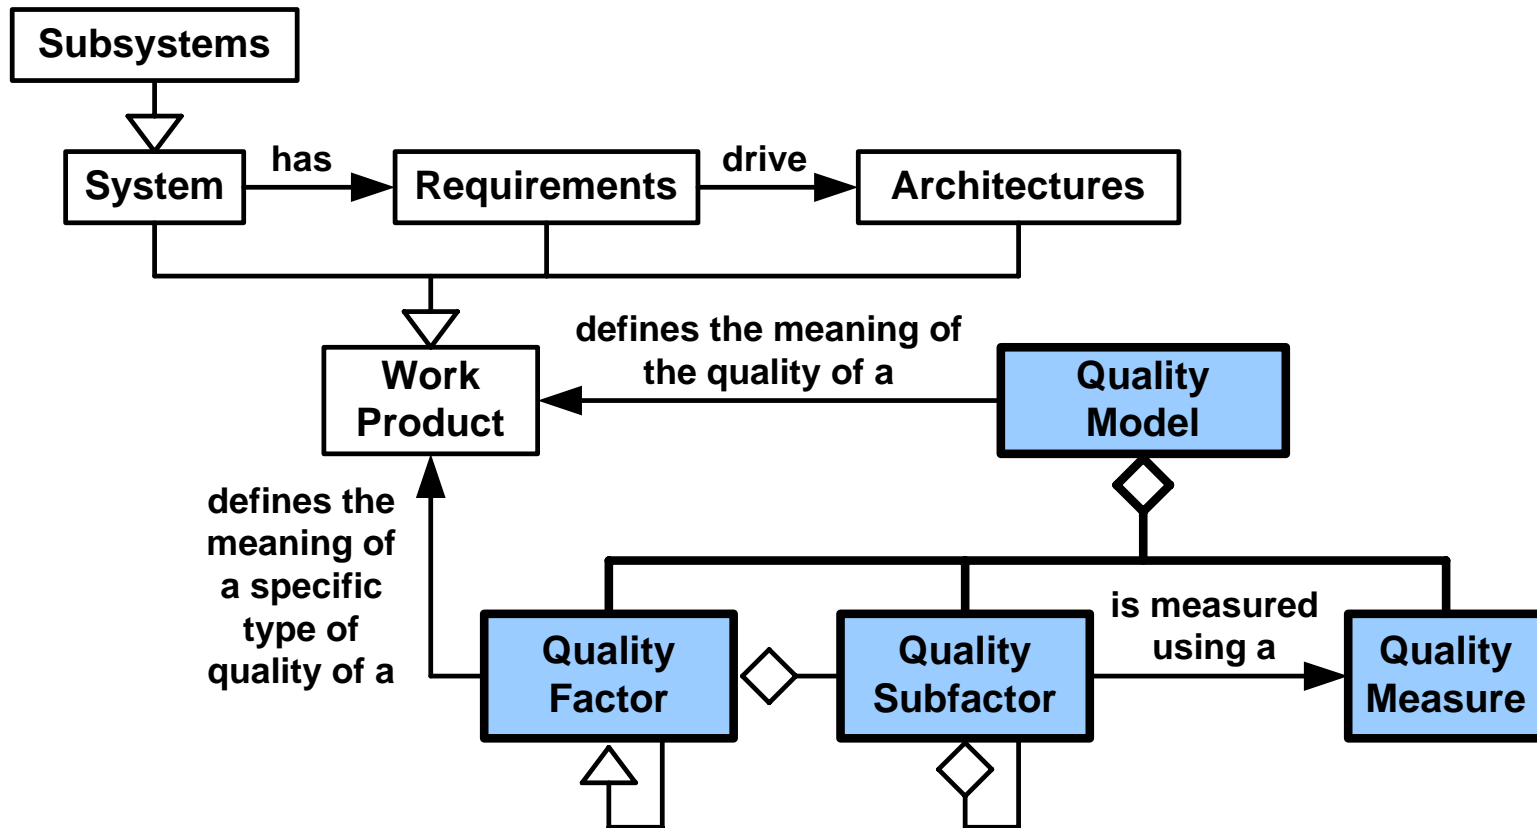 Subsystems
System
has
Requirements
drive
Architectures
defines the meaning of
the quality of a
Work
Product
Quality
Model
defines the
meaning of
a specific
type of
quality of a
Quality
Factor
Quality
Subfactor
is measured
using a
Quality
Measure